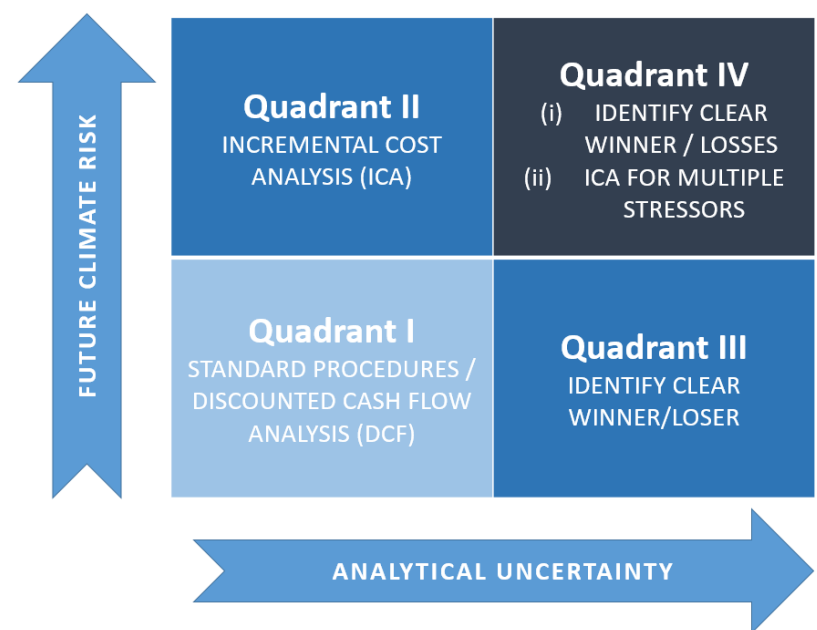 FUTURE CLIMATE RISK
Quadrant II
INCREMENTAL COST
ANALYSIS (ICA)
Quadrant IV
(i) IDENTIFY CLEAR
WINNER / LOSSES
(ii) ICA FOR MULTIPLE
STRESSORS
Quadrant I
STANDARD PROCEDURES /
DISCOUNTED CASH FLOW
ANALYSIS (DCF)
Quadrant III
IDENTIFY CLEAR
WINNER/LOSER
ANALYTICAL UNCERTAINTY